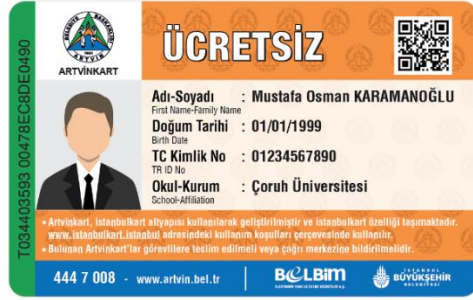 ARTVİNKART
ÜCRETSİZ
Adı-Soyadı : Mustafa Osman KARAMANOĞLU
First Name-Family Name
Doğum Tarihi : 01/01/1999
Birth Date
TC Kimlik No : 01234567890
TR ID No
Okul-Kurum : Çoruh Üniversitesi
School-Affiliation
T034403593 00478EC8DE0490
• Artvinkart, İstanbulkart altyapısı kullanılarak geliştirilmiştir ve istanbulkart özelliği taşımaktadır.
www.istanbulkart.istanbul adresindeki kullanım koşulları çerçevesinde kullanılır.
• Bulunan Artvinkart'lar görevlilere teslim edilmeli veya çağrı merkezine bildirilmelidir.
444 7 008 - www.artvin.bel.tr
BELBİM
İSTANBUL
BÜYÜKŞEHİR
BELEDİYESİ